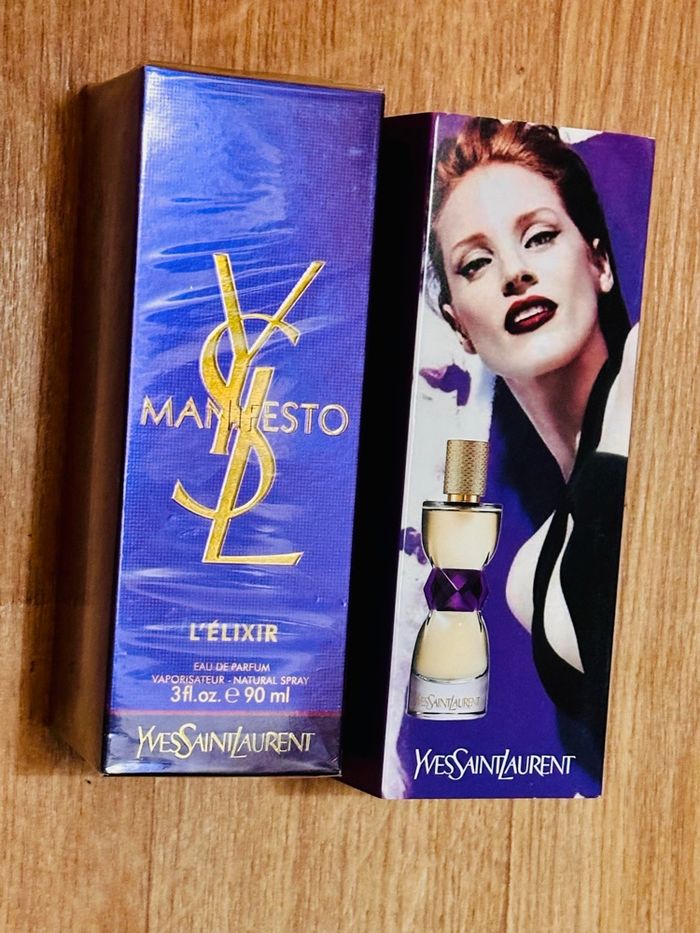 YSL
MANIFESTO
L'ÉLIXIR
EAU DE PARFUM
VAPORISATEUR - NATURAL SPRAY
3fl.oz. e 90 ml
YVESSAINTLAURENT
YVESSAINTLAURENT
YVESSAINTLAURENT